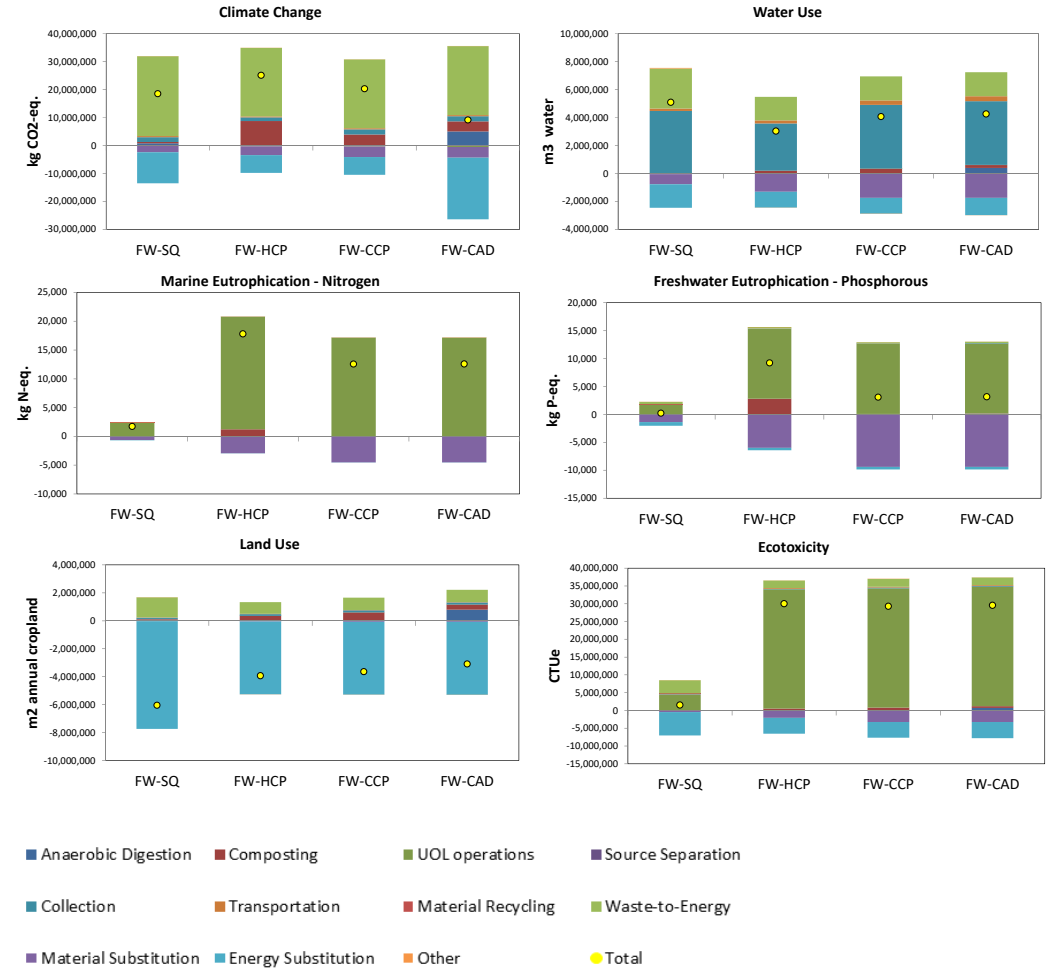 Climate Change
kg CO2-eq.
40,000,000
30,000,000
20,000,000
10,000,000
0
-10,000,000
-20,000,000
-30,000,000
FW-SQ FW-HCP FW-CCP FW-CAD
Water Use
m3 water
10,000,000
8,000,000
6,000,000
4,000,000
2,000,000
0
-2,000,000
-4,000,000
FW-SQ FW-HCP FW-CCP FW-CAD
Marine Eutrophication - Nitrogen
kg N-eq.
25,000
20,000
15,000
10,000
5,000
0
-5,000
-10,000
FW-SQ FW-HCP FW-CCP FW-CAD
Freshwater Eutrophication - Phosphorous
kg P-eq.
20,000
15,000
10,000
5,000
0
-5,000
-10,000
-15,000
FW-SQ FW-HCP FW-CCP FW-CAD
Land Use
m2 annual cropland
4,000,000
2,000,000
0
-2,000,000
-4,000,000
-6,000,000
-8,000,000
-10,000,000
FW-SQ FW-HCP FW-CCP FW-CAD
Ecotoxicity
CTUe
40,000,000
35,000,000
30,000,000
25,000,000
20,000,000
15,000,000
10,000,000
5,000,000
0
-5,000,000
-10,000,000
-15,000,000
FW-SQ FW-HCP FW-CCP FW-CAD
Anaerobic Digestion Composting UOL operations Source Separation
Collection Transportation Material Recycling Waste-to-Energy
Material Substitution Energy Substitution Other Total